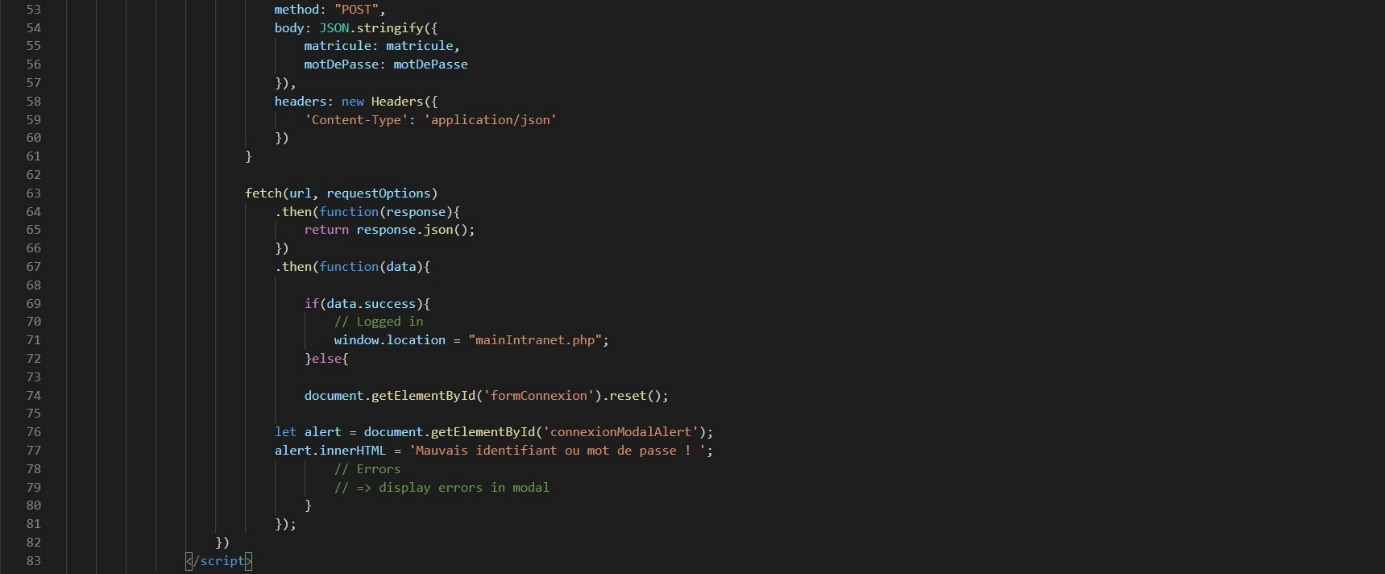 53 method: "POST",
54 body: JSON.stringify({
55 matricule: matricule,
56 motDePasse: motDePasse
57 }),
58 headers: new Headers({
59 'Content-Type': 'application/json'
60 })
61 }
62
63 fetch(url, requestOptions)
64 .then(function(response){
65 return response.json();
66 })
67 .then(function(data){
68
69 if(data.success){
70 // Logged in
71 window.location = "mainIntranet.php";
72 }else{
73
74 document.getElementById('formConnexion').reset();
75
76 let alert = document.getElementById('connexionModalAlert');
77 alert.innerHTML = 'Mauvais identifiant ou mot de passe ! ';
78 // Errors
79 // => display errors in modal
80 }
81 });
82 })
83 </script>